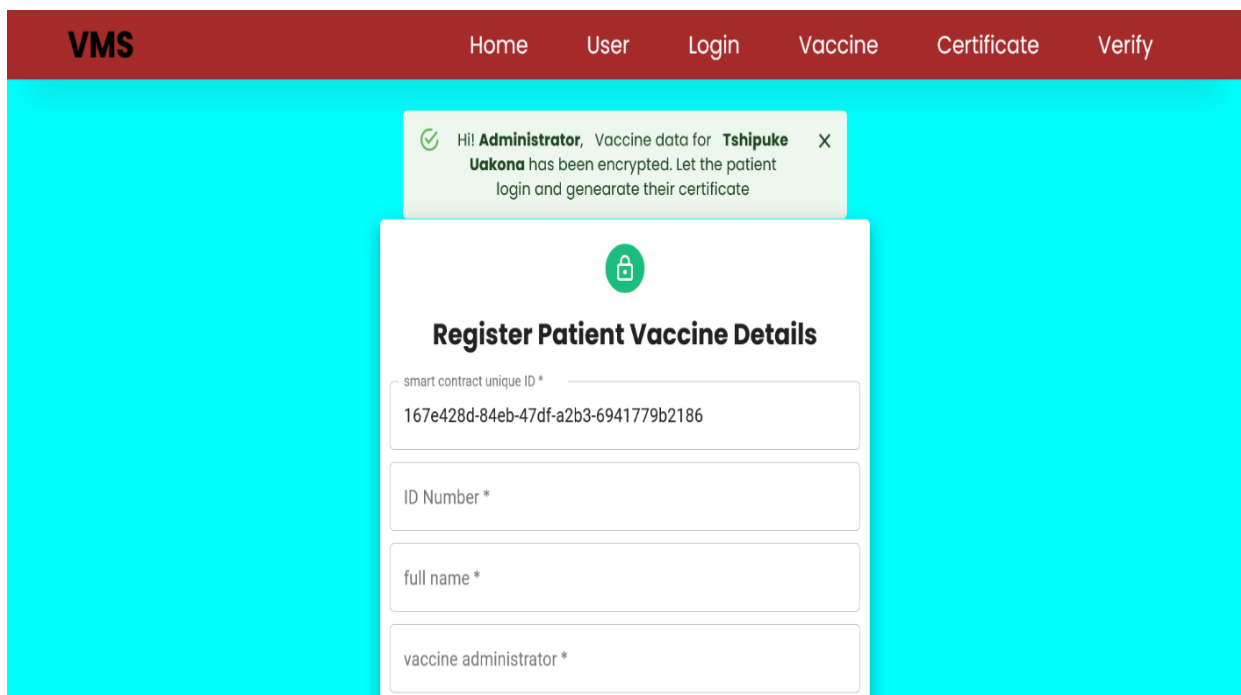 VMS Home User Login Vaccine Certificate Verify
Hi! Administrator, Vaccine data for Tshipuke
Uakona has been encrypted. Let the patient
login and genearate their certificate
Register Patient Vaccine Details
smart contract unique ID *
167e428d-84eb-47df-a2b3-6941779b2186
ID Number *
full name *
vaccine administrator *